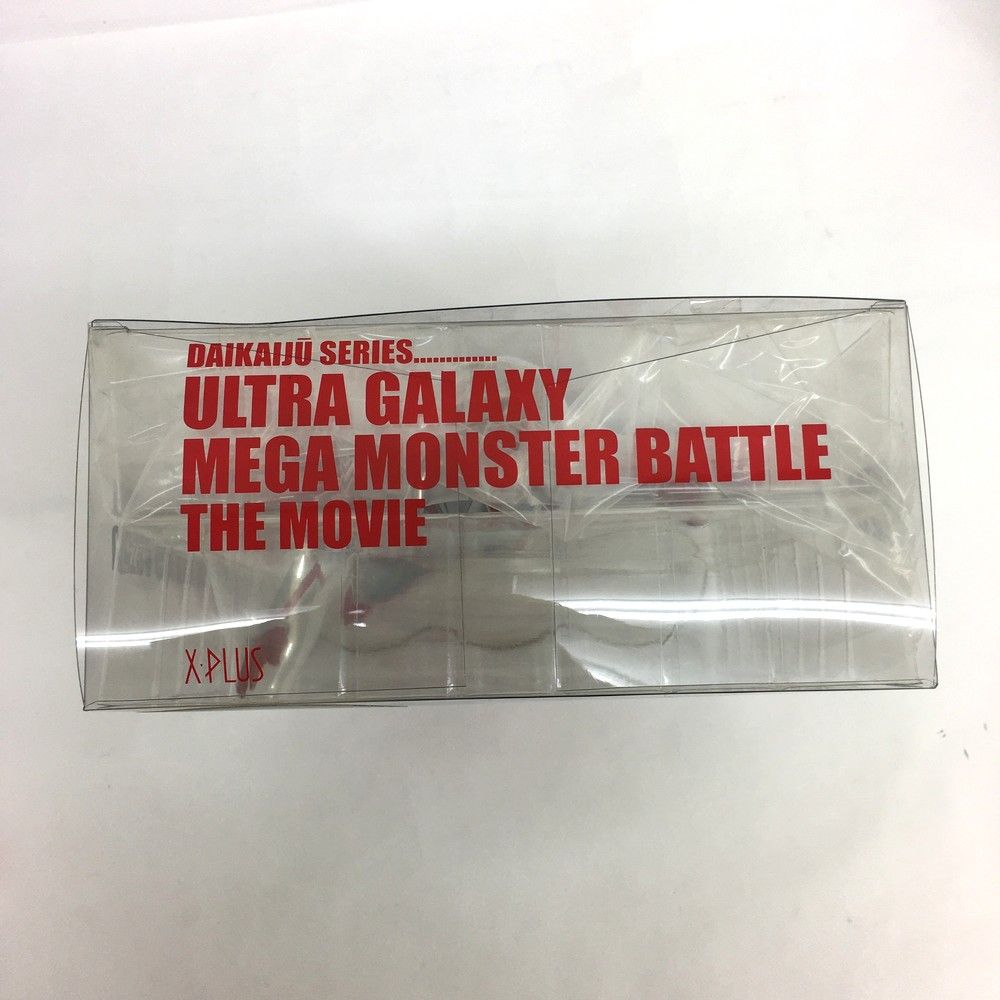 DAIKAIJŪ SERIES.............
ULTRA GALAXY
MEGA MONSTER BATTLE
THE MOVIE
X·PLUS